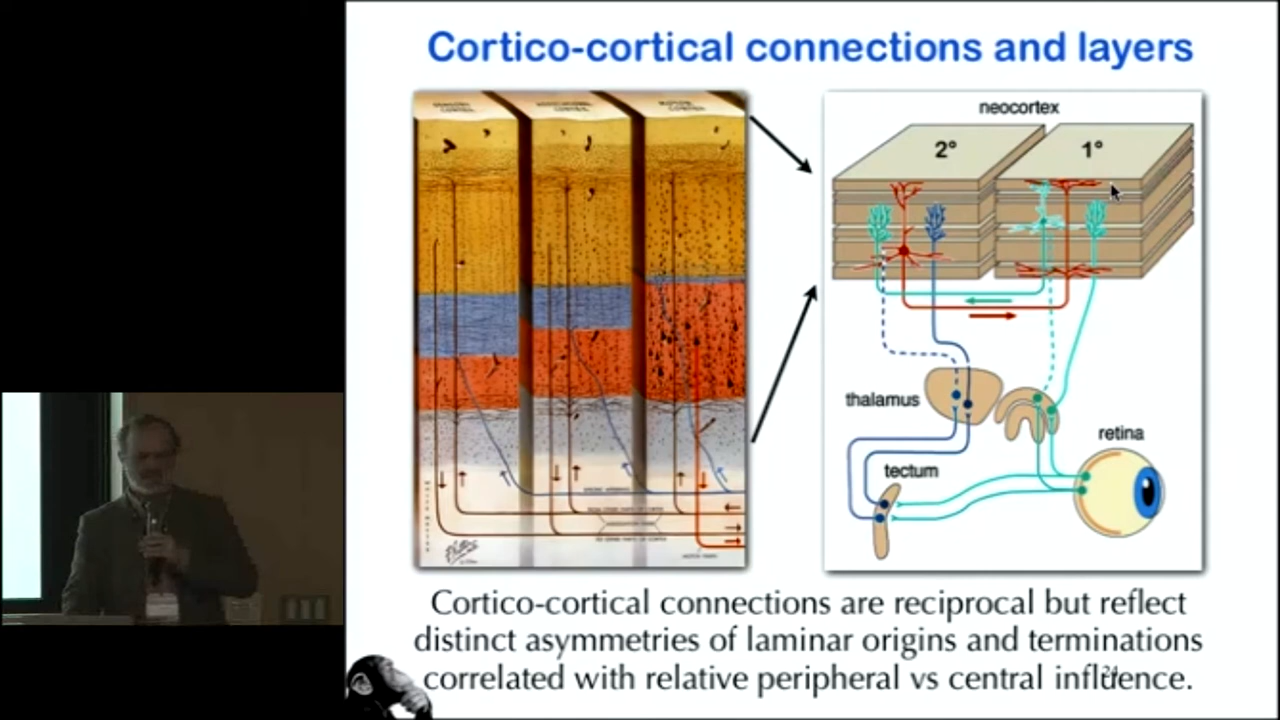 Cortico-cortical connections and layers
neocortex
2°
1°
thalamus
retina
tectum
Cortico-cortical connections are reciprocal but reflect
distinct asymmetries of laminar origins and terminations
correlated with relative peripheral vs central influence.
24